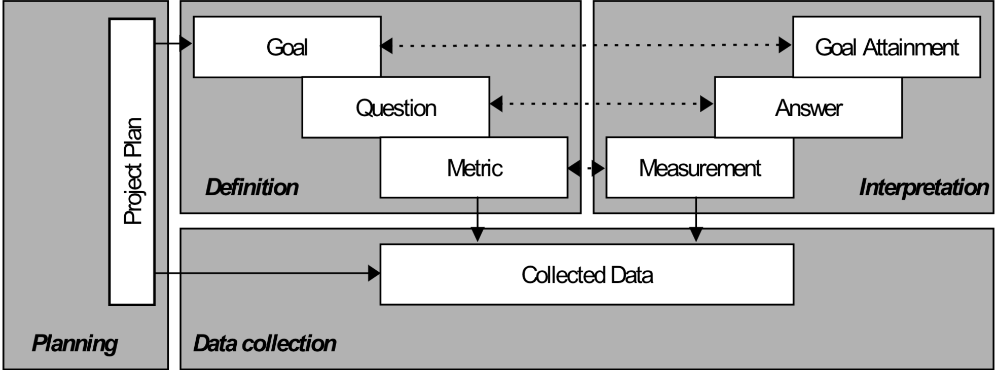 Project Plan
Planning
Goal
Question
Metric
Definition
Goal Attainment
Answer
Measurement
Interpretation
Collected Data
Data collection